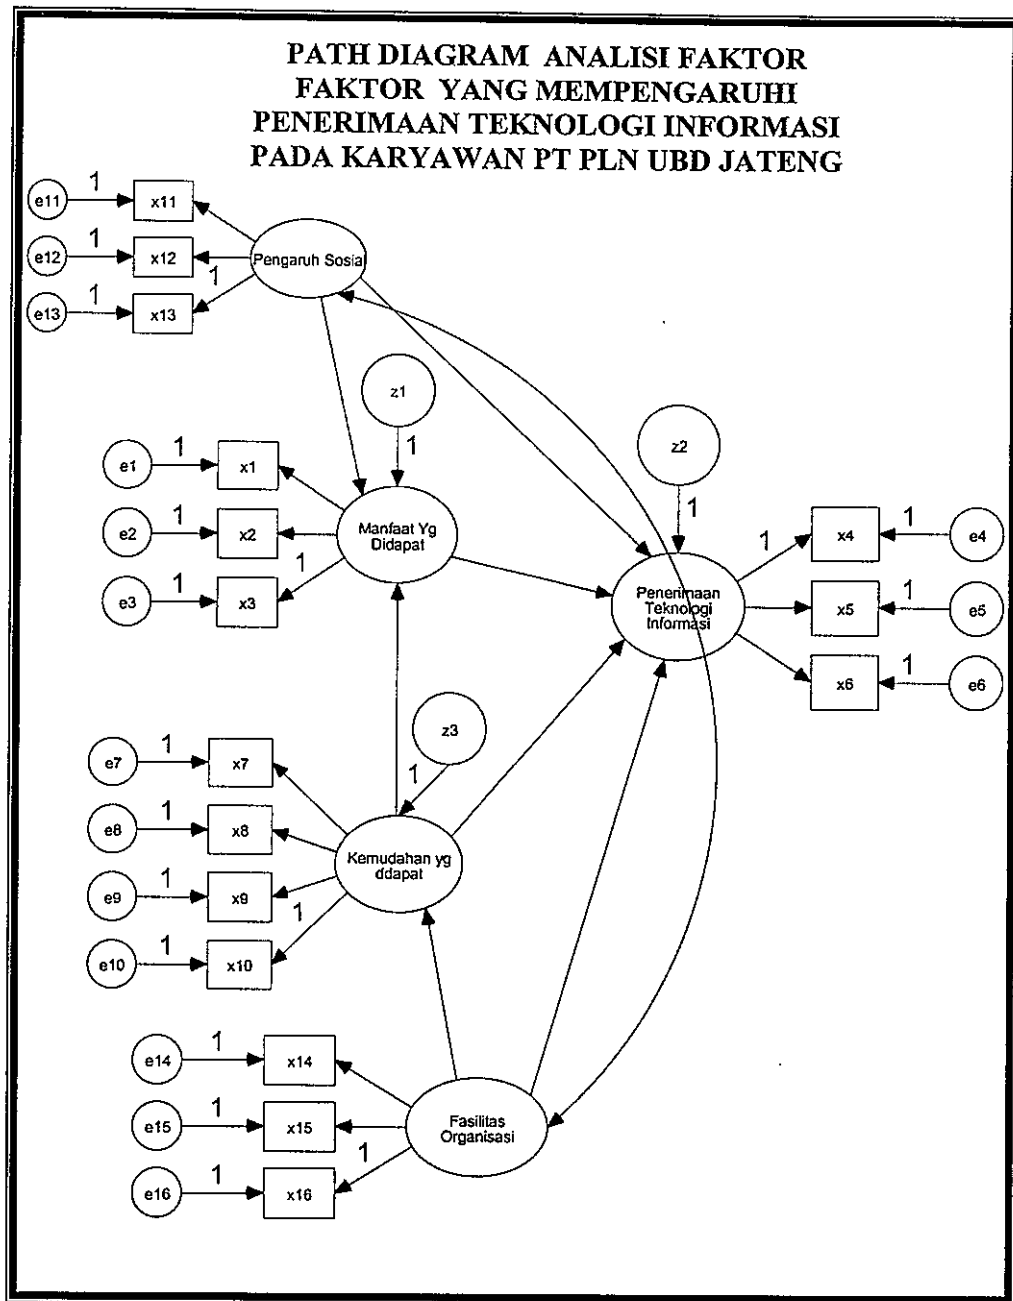 PATH DIAGRAM ANALISI FAKTOR
FAKTOR YANG MEMPENGARUHI
PENERIMAAN TEKNOLOGI INFORMASI
PADA KARYAWAN PT PLN UBD JATENG
e11 1 x11
e12 1 x12
Pengaruh Sosia
e13 1 x13 1
z1
1
z2
1
e1 1 x1
e2 1 x2
Manfaat Yg
Didapat
e3 1 x3 1
Penerimaan
Teknologi
Informasi
1 x4 1 e4
x5 1 e5
x6 1 e6
z3
1
e7 1 x7
e8 1 x8
Kemudahan yg
ddapat
e9 1 x9
1
e10 1 x10
e14 1 x14
e15 1 x15
Fasilitas
Organisasi
1
e16 1 x16